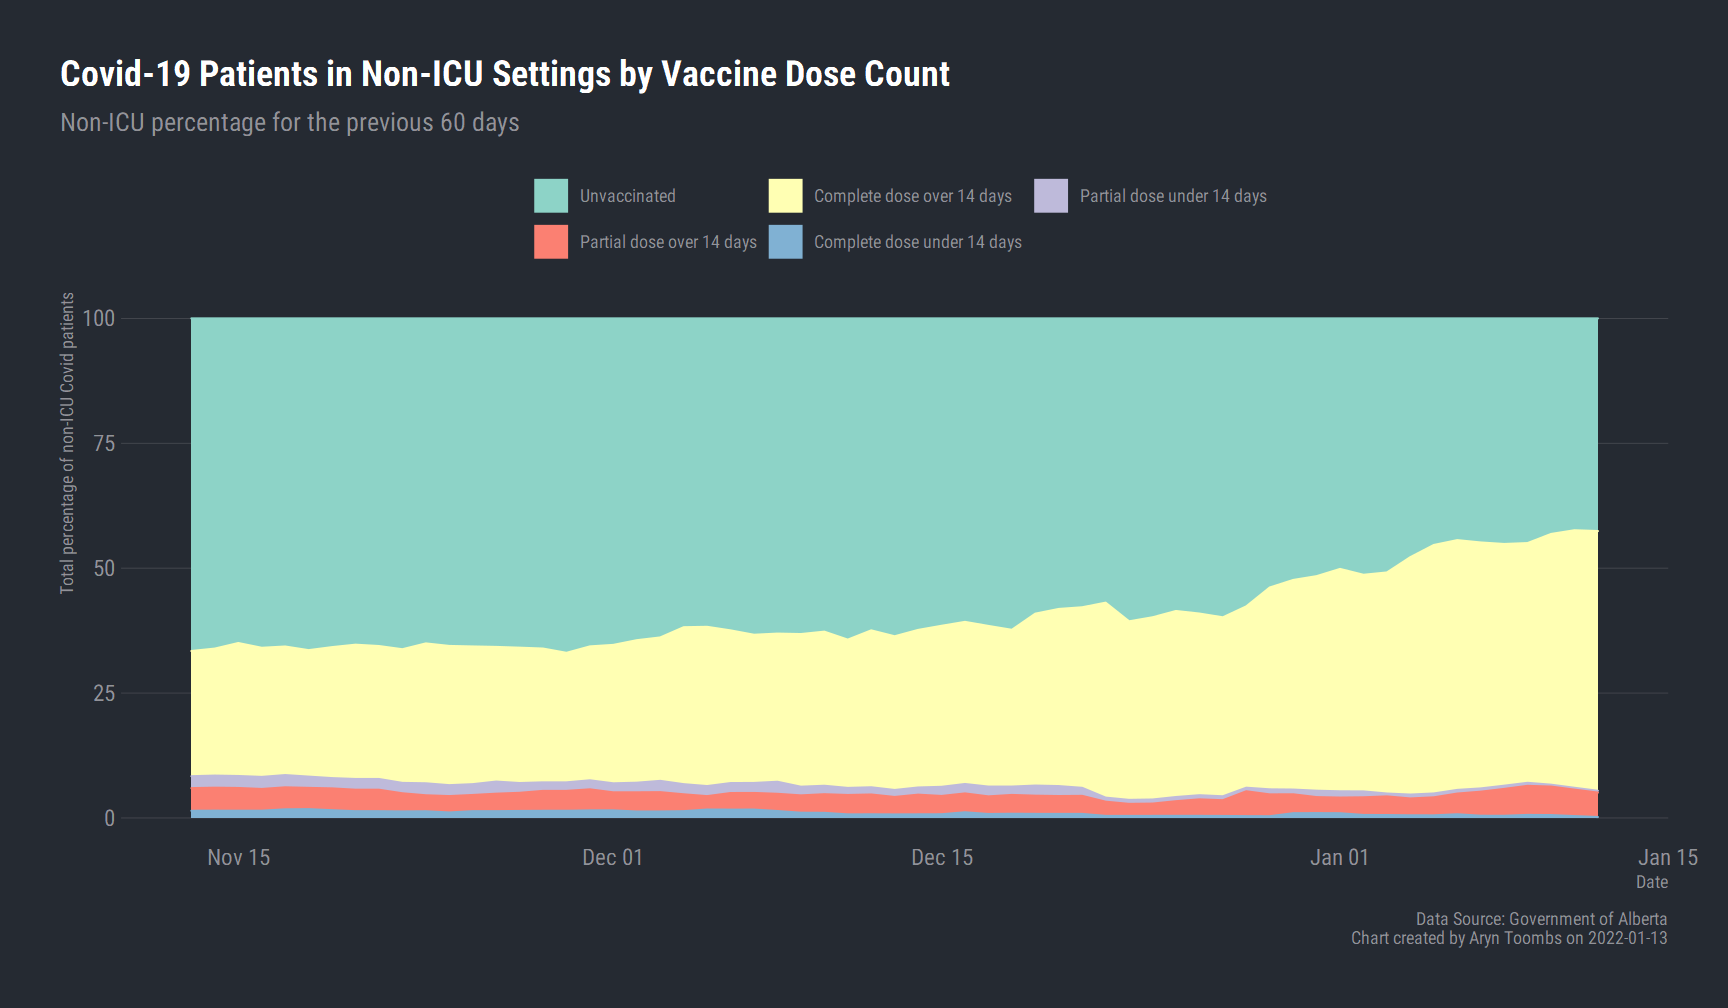 Covid-19 Patients in Non-ICU Settings by Vaccine Dose Count
Non-ICU percentage for the previous 60 days
Unvaccinated
Complete dose over 14 days
Partial dose under 14 days
Partial dose over 14 days
Complete dose under 14 days
Total percentage of non-ICU Covid patients
100
75
50
25
0
Nov 15
Dec 01
Dec 15
Jan 01
Jan 15
Date
Data Source: Government of Alberta
Chart created by Aryn Toombs on 2022-01-13